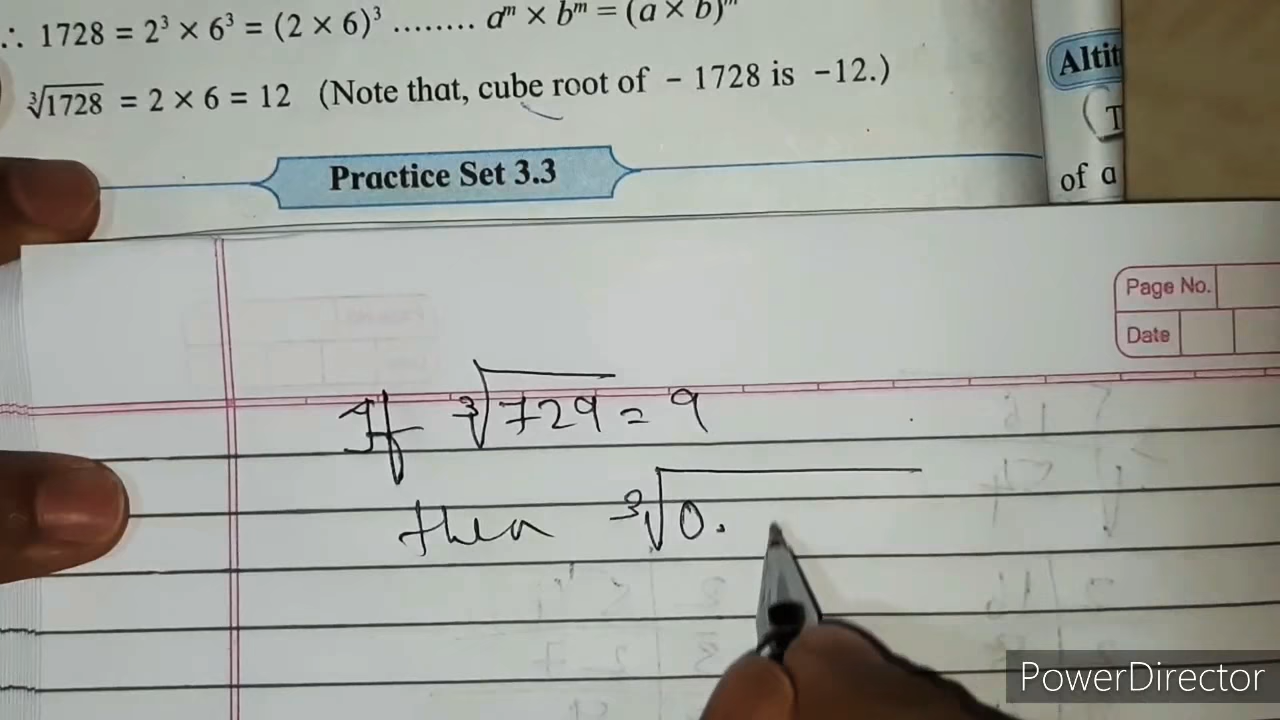 ∴ 1728 = 2³ × 6³ = (2 × 6)³ ........ aᵐ × bᵐ = (a × b)ᵐ
∛1728 = 2 × 6 = 12 (Note that, cube root of − 1728 is −12.)
Altit
T
of a
Practice Set 3.3
Page No.
Date
If ∛729 = 9
then ∛0.
PowerDirector